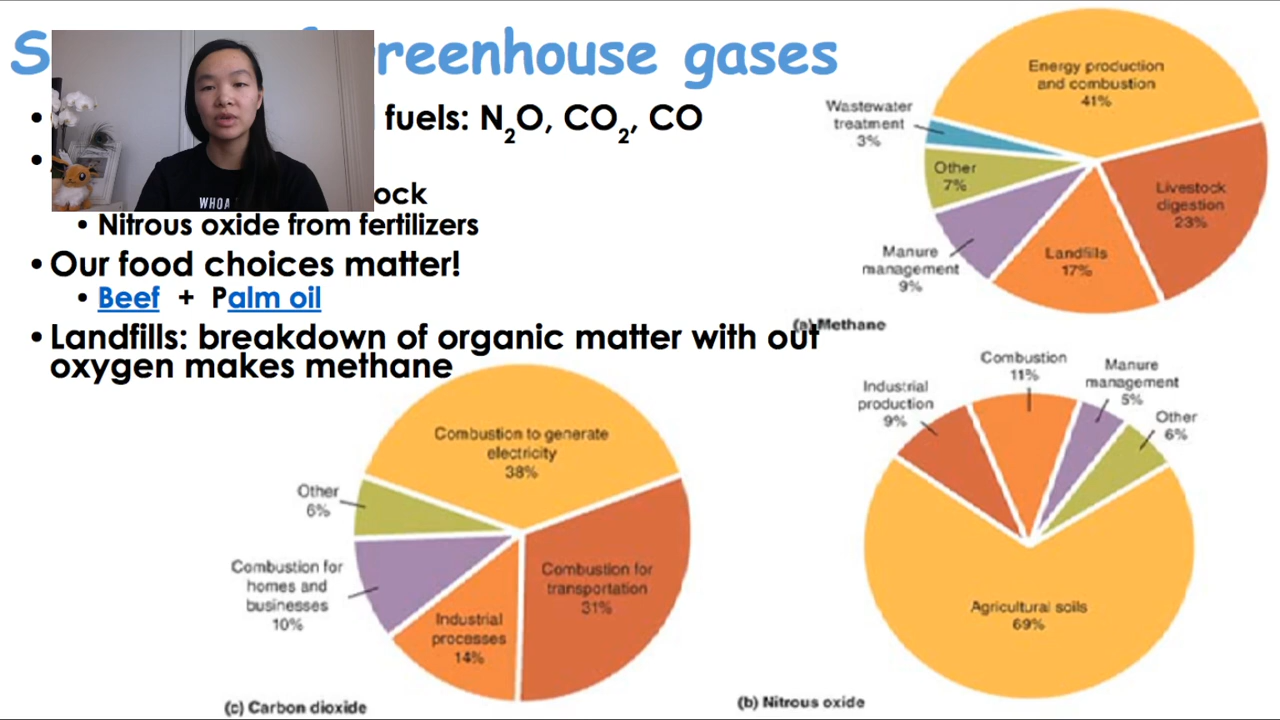 S reenhouse gases
• l fuels: N₂O, CO₂, CO
•
ock
• Nitrous oxide from fertilizers
• Our food choices matter!
• Beef + Palm oil
• Landfills: breakdown of organic matter with out
oxygen makes methane
WHOA
Energy production
and combustion
41%
Wastewater
treatment
3%
Other
7%
Livestock
digestion
23%
Manure
management
9%
Landfills
17%
(a) Methane
Combustion to generate
electricity
38%
Other
6%
Combustion for
homes and
businesses
10%
Combustion for
transportation
31%
Industrial
processes
14%
(c) Carbon dioxide
Combustion
11%
Manure
management
5%
Industrial
production
9%
Other
6%
Agricultural soils
69%
(b) Nitrous oxide